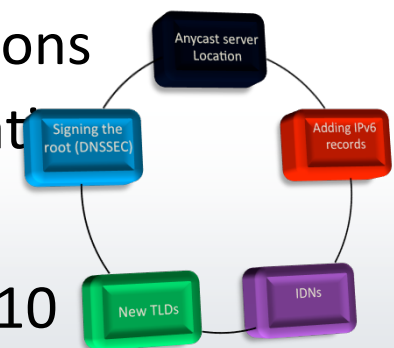 ons
Anycast server
Location
Signing the
root (DNSSEC)
Adding IPv6
records
10
New TLDs
IDNs